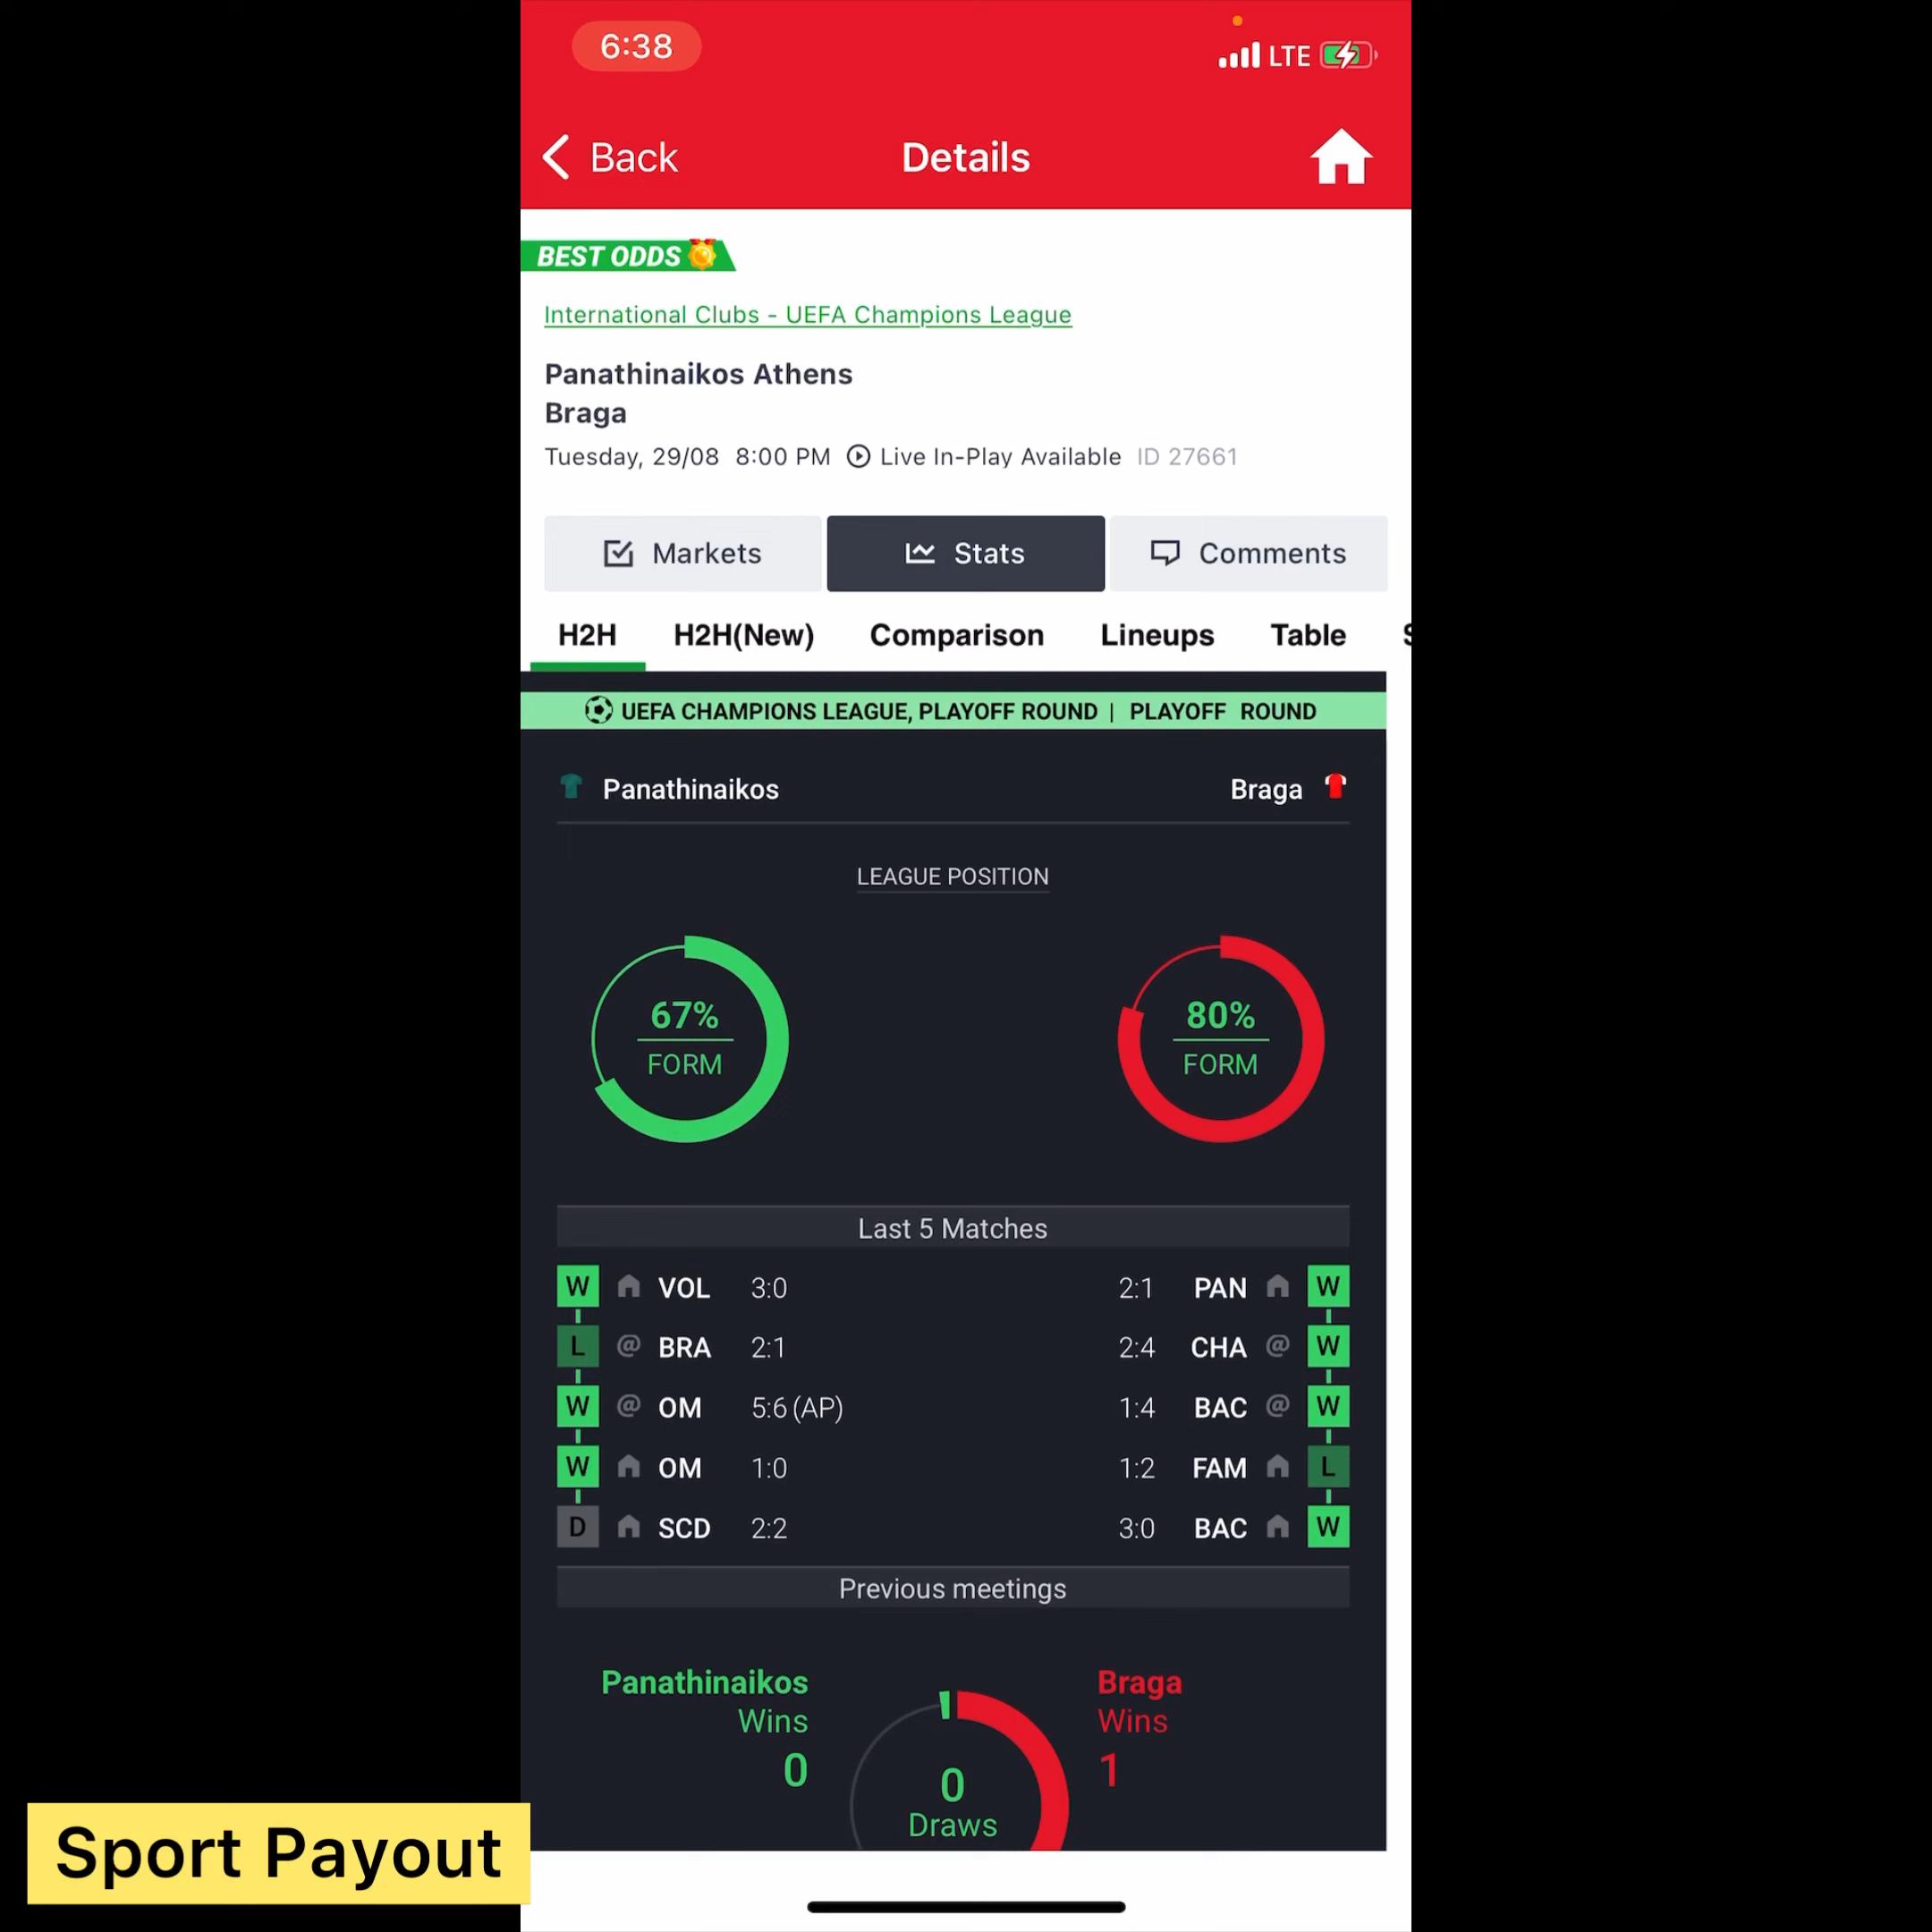 6:38
LTE
Back
Details
BEST ODDS
International Clubs - UEFA Champions League
Panathinaikos Athens
Braga
Tuesday, 29/08 8:00 PM Live In-Play Available ID 27661
Markets
Stats
Comments
H2H H2H(New) Comparison Lineups Table
UEFA CHAMPIONS LEAGUE, PLAYOFF ROUND | PLAYOFF ROUND
Panathinaikos
Braga
LEAGUE POSITION
67%
FORM
80%
FORM
Last 5 Matches
W VOL 3:0 2:1 PAN W
L @ BRA 2:1 2:4 CHA @ W
W @ OM 5:6 (AP) 1:4 BAC @ W
W OM 1:0 1:2 FAM L
D SCD 2:2 3:0 BAC W
Previous meetings
Panathinaikos
Wins
0
0
Draws
Braga
Wins
1
Sport Payout